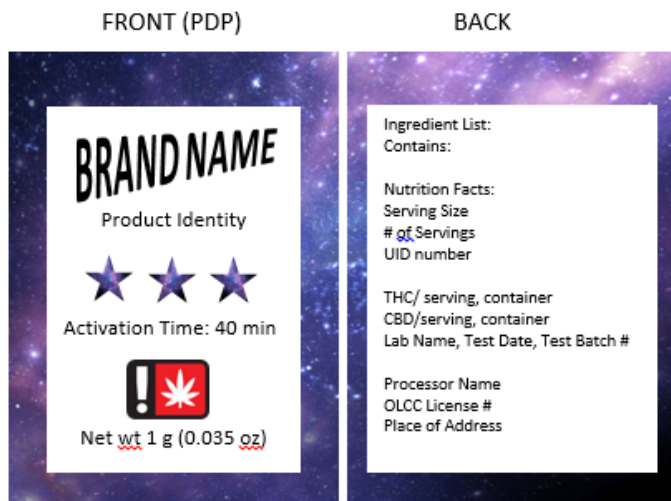 FRONT (PDP)
BRAND NAME
Product Identity
Activation Time: 40 min
!
Net wt 1 g (0.035 oz)
BACK
Ingredient List:
Contains:
Nutrition Facts:
Serving Size
# of Servings
UID number
THC/ serving, container
CBD/serving, container
Lab Name, Test Date, Test Batch #
Processor Name
OLCC License #
Place of Address